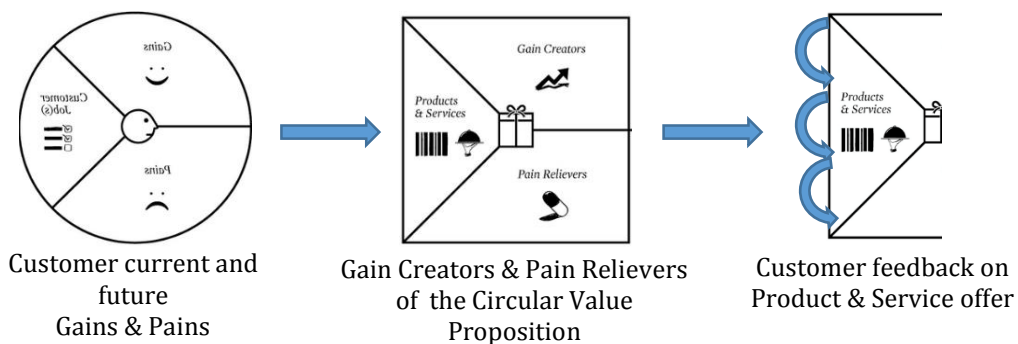 Gains
Customer
Job(s)
Pains
Gain Creators
Products
& Services
Pain Relievers
Products
& Services
Customer current and
future
Gains & Pains
Gain Creators & Pain Relievers
of the Circular Value
Proposition
Customer feedback on
Product & Service offer